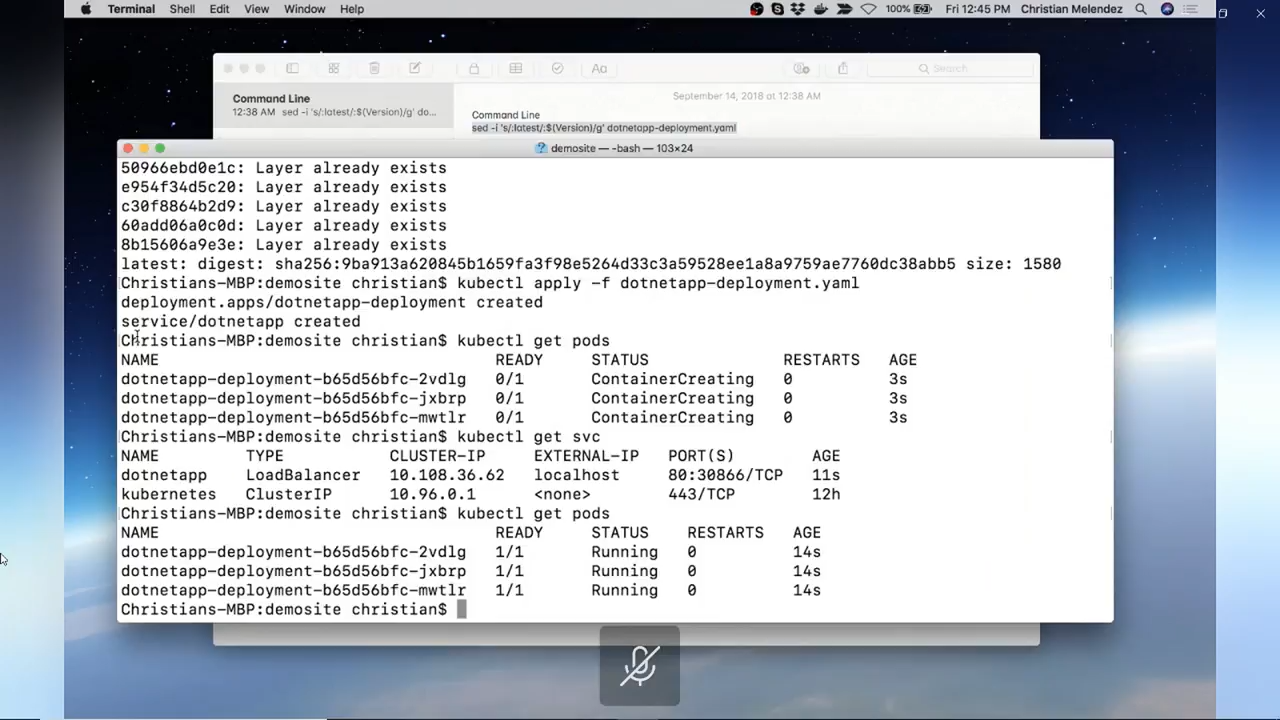 Terminal Shell Edit View Window Help 100% Fri 12:45 PM Christian Melendez
Aa Search
September 14, 2018 at 12:38 AM
Command Line
12:38 AM sed -i 's/:latest/:$(Version)/g' do...
Command Line
sed -i 's/:latest/:$(Version)/g' dotnetapp-deployment.yaml
demosite — -bash — 103×24
50966ebd0e1c: Layer already exists
e954f34d5c20: Layer already exists
c30f8864b2d9: Layer already exists
60add06a0c0d: Layer already exists
8b15606a9e3e: Layer already exists
latest: digest: sha256:9ba913a620845b1659fa3f98e5264d33c3a59528ee1a8a9759ae7760dc38abb5 size: 1580
Christians-MBP:demosite christian$ kubectl apply -f dotnetapp-deployment.yaml
deployment.apps/dotnetapp-deployment created
service/dotnetapp created
Christians-MBP:demosite christian$ kubectl get pods
NAME READY STATUS RESTARTS AGE
dotnetapp-deployment-b65d56bfc-2vdlg 0/1 ContainerCreating 0 3s
dotnetapp-deployment-b65d56bfc-jxbrp 0/1 ContainerCreating 0 3s
dotnetapp-deployment-b65d56bfc-mwtlr 0/1 ContainerCreating 0 3s
Christians-MBP:demosite christian$ kubectl get svc
NAME TYPE CLUSTER-IP EXTERNAL-IP PORT(S) AGE
dotnetapp LoadBalancer 10.108.36.62 localhost 80:30866/TCP 11s
kubernetes ClusterIP 10.96.0.1 <none> 443/TCP 12h
Christians-MBP:demosite christian$ kubectl get pods
NAME READY STATUS RESTARTS AGE
dotnetapp-deployment-b65d56bfc-2vdlg 1/1 Running 0 14s
dotnetapp-deployment-b65d56bfc-jxbrp 1/1 Running 0 14s
dotnetapp-deployment-b65d56bfc-mwtlr 1/1 Running 0 14s
Christians-MBP:demosite christian$